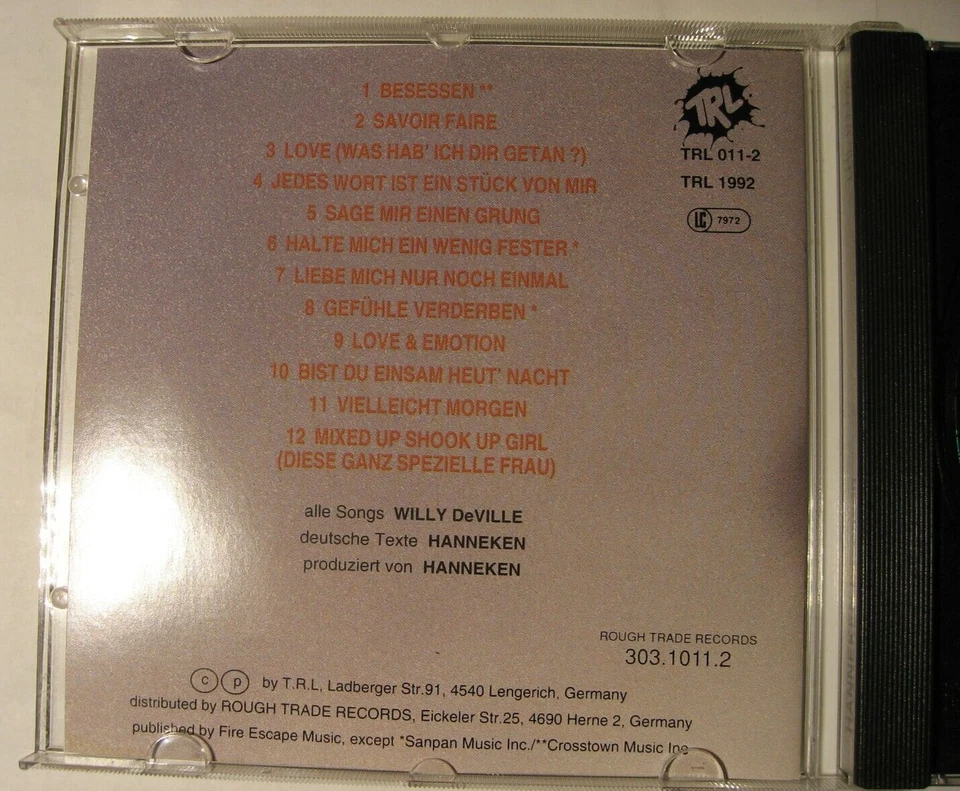 1 BESESSEN **
2 SAVOIR FAIRE
3 LOVE (WAS HAB' ICH DIR GETAN ?)
4 JEDES WORT IST EIN STÜCK VON MIR
5 SAGE MIR EINEN GRUNG
6 HALTE MICH EIN WENIG FESTER *
7 LIEBE MICH NUR NOCH EINMAL
8 GEFÜHLE VERDERBEN *
9 LOVE & EMOTION
10 BIST DU EINSAM HEUT' NACHT
11 VIELLEICHT MORGEN
12 MIXED UP SHOOK UP GIRL
(DIESE GANZ SPEZIELLE FRAU)
TRL
TRL 011-2
TRL 1992
LC 7972
alle Songs WILLY DeVILLE
deutsche Texte HANNEKEN
produziert von HANNEKEN
ROUGH TRADE RECORDS
303.1011.2
c p by T.R.L, Ladberger Str.91, 4540 Lengerich, Germany
distributed by ROUGH TRADE RECORDS, Eickeler Str.25, 4690 Herne 2, Germany
published by Fire Escape Music, except *Sanpan Music Inc./**Crosstown Music Inc